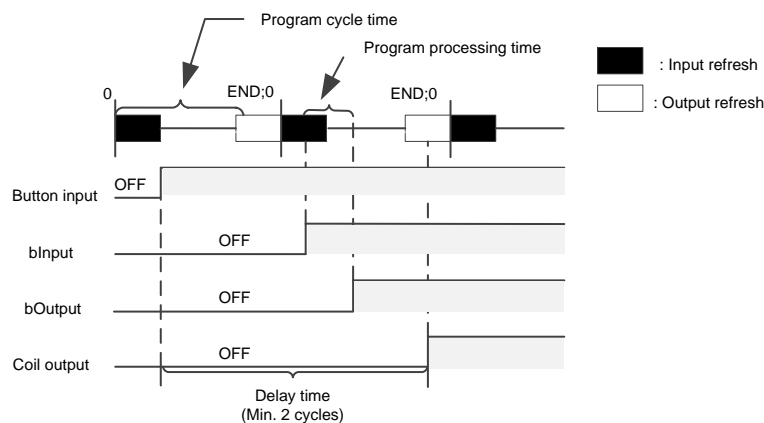 Program cycle time
Program processing time
: Input refresh
: Output refresh
0
END;0
END;0
Button input
OFF
bInput
OFF
bOutput
OFF
Coil output
OFF
Delay time
(Min. 2 cycles)